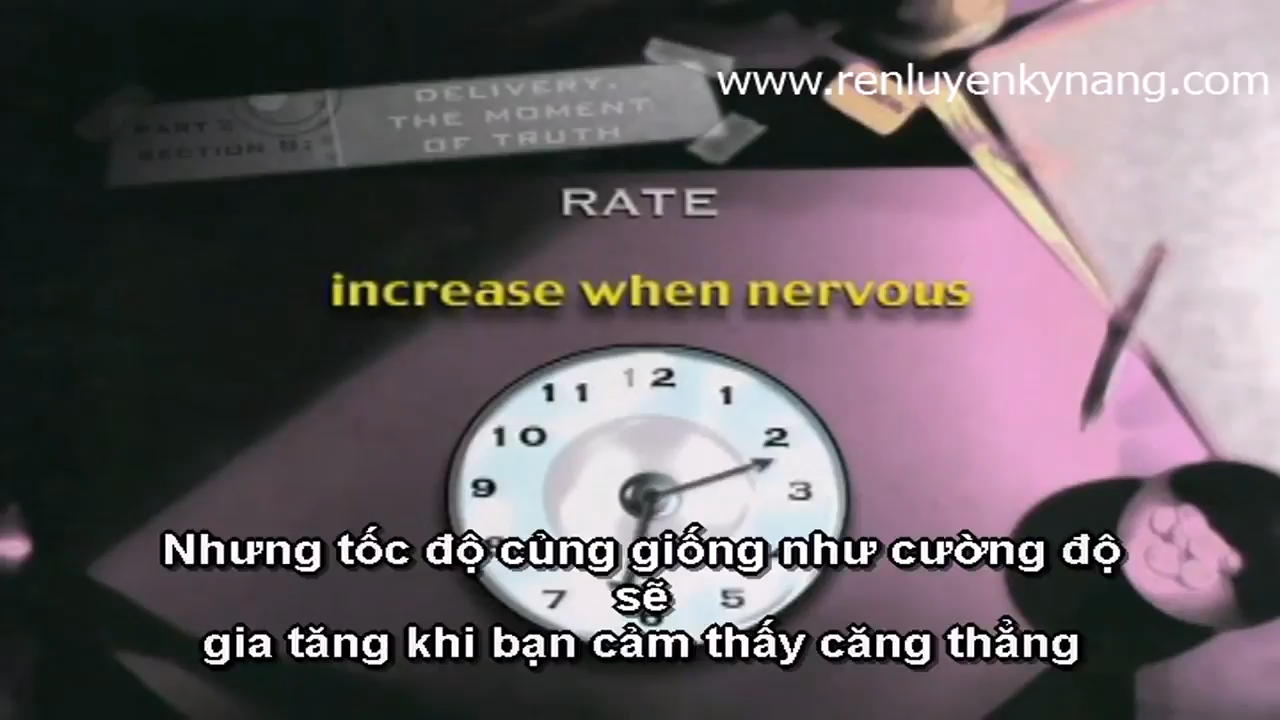 www.renluyenkynang.com
DELIVERY,
THE MOMENT
OF TRUTH
PART 2
SECTION B:
RATE
increase when nervous
11 12 1
10 2
9 3
7 5
6
Nhưng tốc độ củng giống như cường độ
sẽ
gia tăng khi bạn cảm thấy căng thẳng